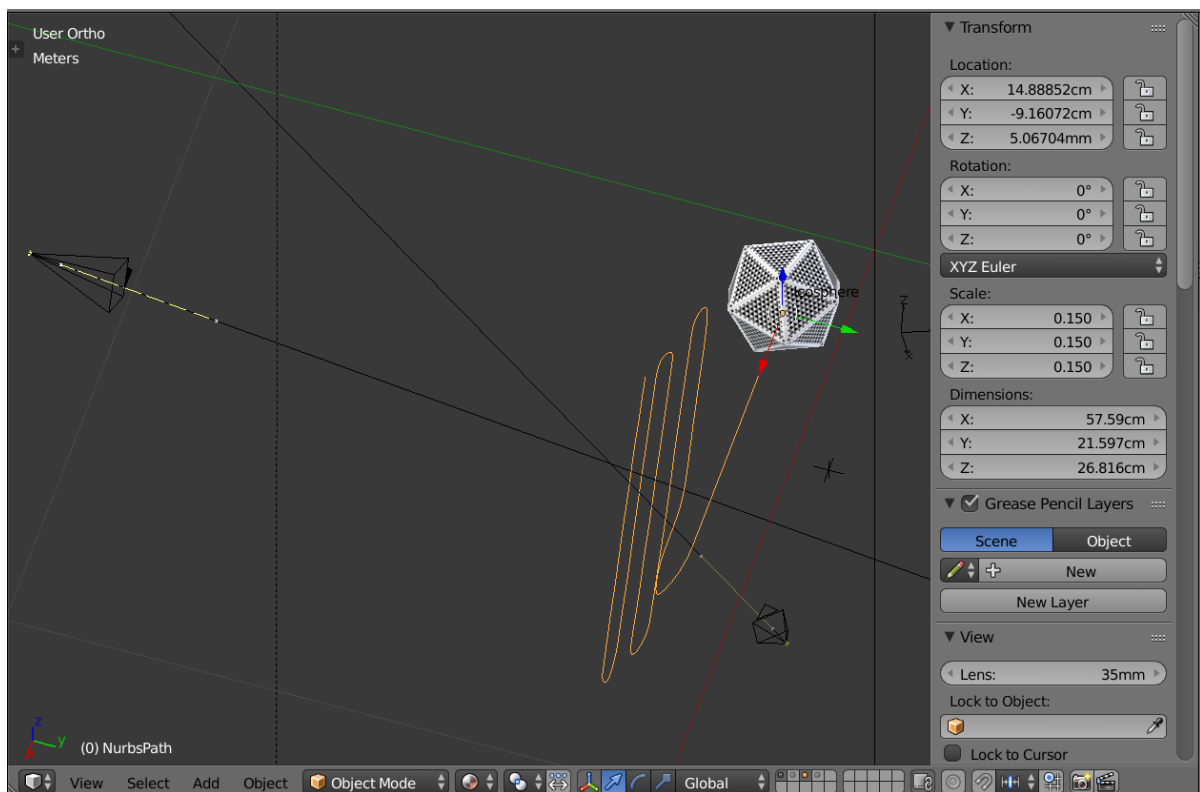 User Ortho
Meters
Icosphere
z
x
z
y
(0) NurbsPath
View Select Add Object Object Mode Global
Transform
Location:
X: 14.88852cm
Y: -9.16072cm
Z: 5.06704mm
Rotation:
X: 0°
Y: 0°
Z: 0°
XYZ Euler
Scale:
X: 0.150
Y: 0.150
Z: 0.150
Dimensions:
X: 57.59cm
Y: 21.597cm
Z: 26.816cm
Grease Pencil Layers
Scene Object
New
New Layer
View
Lens: 35mm
Lock to Object:
Lock to Cursor